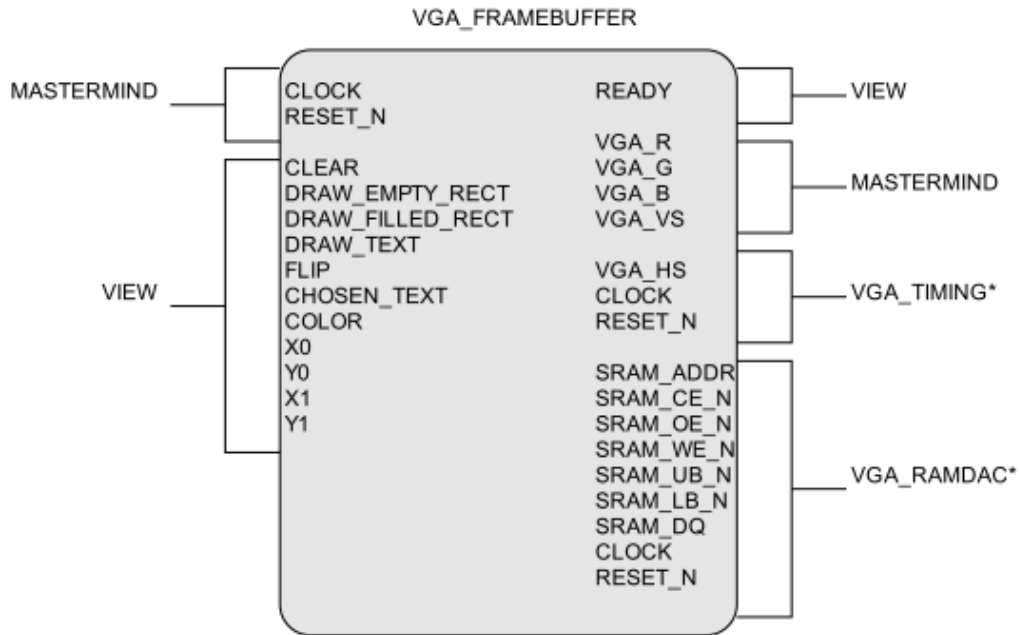 VGA_FRAMEBUFFER
MASTERMIND
VIEW
CLOCK
RESET_N
CLEAR
DRAW_EMPTY_RECT
DRAW_FILLED_RECT
DRAW_TEXT
FLIP
CHOSEN_TEXT
COLOR
X0
Y0
X1
Y1
READY
VGA_R
VGA_G
VGA_B
VGA_VS
VGA_HS
CLOCK
RESET_N
SRAM_ADDR
SRAM_CE_N
SRAM_OE_N
SRAM_WE_N
SRAM_UB_N
SRAM_LB_N
SRAM_DQ
CLOCK
RESET_N
VIEW
MASTERMIND
VGA_TIMING*
VGA_RAMDAC*